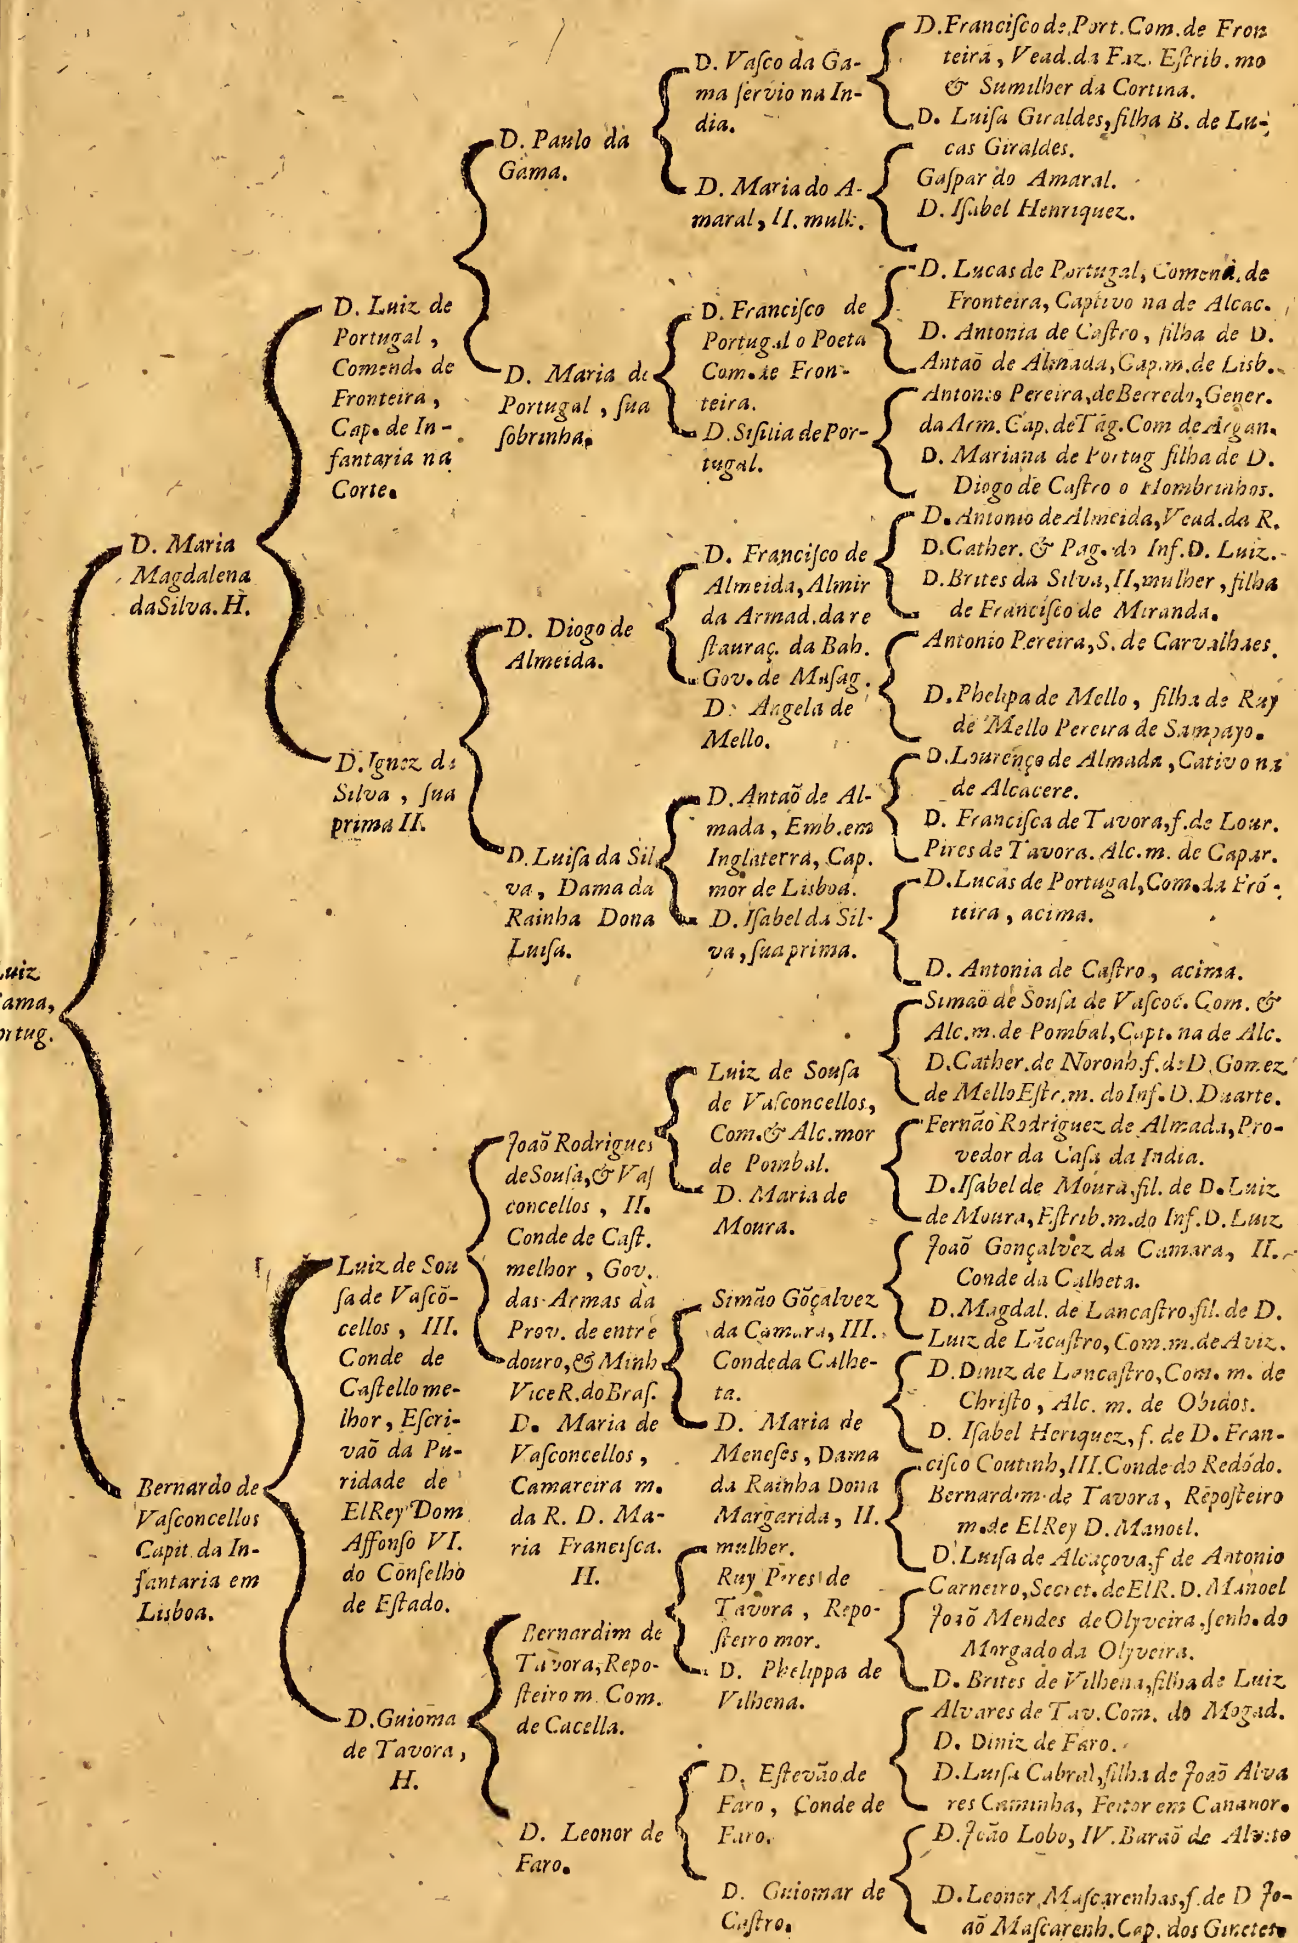 Luiz
ama,
ortug.
D. Maria
Magdalena
da Silva. H.
Bernardo de
Vaſconcellos
Capit. da In-
fantaria em
Lisboa.
D. Luiz de
Portugal,
Comend. de
Fronteira,
Cap. de In-
fantaria na
Corte.
D. Ignez da
Silva, ſua
prima II.
Luiz de Sou
ſa de Vaſcõ-
cellos, III.
Conde de
Caſtellome-
lhor, Eſcri-
vaõ da Pu-
ridade de
ElRey Dom
Affonſo VI.
do Conſelho
de Eſtado.
D. Guioma
de Tavora,
H.
D. Paulo da
Gama.
D. Maria de
Portugal, ſua
ſobrinha.
D. Diogo de
Almeida.
D. Luiſa da Sil
va, Dama da
Rainha Dona
Luiſa.
Joaõ Rodrigues
de Souſa, & Vaſ
concellos, II.
Conde de Caſt.
melhor, Gov.
das Armas da
Prov. de entre
douro, & Minh
Vice R. do Braſ.
D. Maria de
Vaſconcellos,
Camareira m.
da R. D. Ma-
ria Franciſca.
II.
Bernardim de
Tavora, Repo-
ſteiro m. Com.
de Cacella.
D. Leonor de
Faro.
D. Vaſco da Ga-
ma ſervio na In-
dia.
D. Maria do A-
maral, II. mulh.
D. Franciſco de
Portugal o Poeta
Com. de Fron-
teira.
D. Siſilia de Por-
tugal.
D. Franciſco de
Almeida, Almir
da Armad. da re
ſtauraç. da Bah.
Gov. de Maſag.
D. Angela de
Mello.
D. Antaõ de Al-
mada, Emb. em
Inglaterra, Cap.
mor de Lisboa.
D. Iſabel da Sil-
va, ſua prima.
Luiz de Souſa
de Vaſconcellos,
Com. & Alc. mor
de Pombal.
D. Maria de
Moura.
Simão Gõçalvez
da Camara, III.
Conde da Calhe-
ta.
D. Maria de
Meneſes, Dama
da Rainha Dona
Margarida, II.
mulher.
Ruy Pires de
Tavora, Repo-
ſteiro mor.
D. Phelippa de
Vilhena.
D. Eſtevão de
Faro, Conde de
Faro.
D. Guiomar de
Caſtro.
D. Franciſco de Port. Com. de Fron
teira, Vead. da Faz. Eſtrib. mo
& Sumilher da Cortina.
D. Luiſa Giraldes, filha B. de Lu-
cas Giraldes.
Gaſpar do Amaral.
D. Iſabel Henriquez.
D. Lucas de Portugal, Comend. de
Fronteira, Captivo na de Alcac.
D. Antonia de Caſtro, filha de D.
Antaõ de Almada, Cap. m. de Lisb.
Antonio Pereira, de Berredo, Gener.
da Arm. Cap. de Tãg. Com de Argan.
D. Mariana de Portug filha de D.
Diogo de Caſtro o Hombrinhos.
D. Antonio de Almeida, Vead. da R.
D. Cather. & Pag. do Inf. D. Luiz.
D. Brites da Silva, II, mulher, filha
de Franciſco de Miranda.
Antonio Pereira, S. de Carvalhaes.
D. Phelipa de Mello, filha de Ruy
de Mello Pereira de Sampayo.
D. Lourenço de Almada, Cativo na
de Alcacere.
D. Franciſca de Tavora, f. de Lour.
Pires de Tavora. Alc. m. de Capar.
D. Lucas de Portugal, Com. da Frõ-
teira, acima.
D. Antonia de Caſtro, acima.
Simaõ de Souſa de Vaſcoc. Com. &
Alc. m. de Pombal, Capt. na de Alc.
D. Cather. de Noronh. f. de D. Gomez
de Mello Eſtr. m. do Inf. D. Duarte.
Fernão Rodriguez de Almada, Pro-
vedor da Caſa da India.
D. Iſabel de Moura, fil. de D. Luiz
de Moura, Eſtrib. m. do Inf. D. Luiz
Joaõ Gonçalvez da Camara, II.
Conde da Calheta.
D. Magdal. de Lancaſtro, fil. de D.
Luiz de Lãcaſtro, Com. m. de Aviz.
D. Diniz de Lancaſtro, Com. m. de
Chriſto, Alc. m. de Obidos.
D. Iſabel Heriquez, f. de D. Fran-
ciſco Coutinh, III. Conde do Redõdo.
Bernardim de Tavora, Repoſteiro
m. de ElRey D. Manoel.
D. Luiſa de Alcaçova, f de Antonio
Carneiro, Secret. de ElR. D. Manoel
Joaõ Mendes de Olyveira, ſenh. do
Morgado da Olyveira.
D. Brites de Vilhena, filha de Luiz
Alvares de Tav. Com. do Mogad.
D. Diniz de Faro.
D. Luiſa Cabral, filha de Joaõ Alva
res Caminha, Feitor em Cananor.
D. João Lobo, IV. Baraõ de Alvito
D. Leonor Maſcarenhas, f. de D Jo-
aõ Maſcarenh. Cap. dos Ginetes.